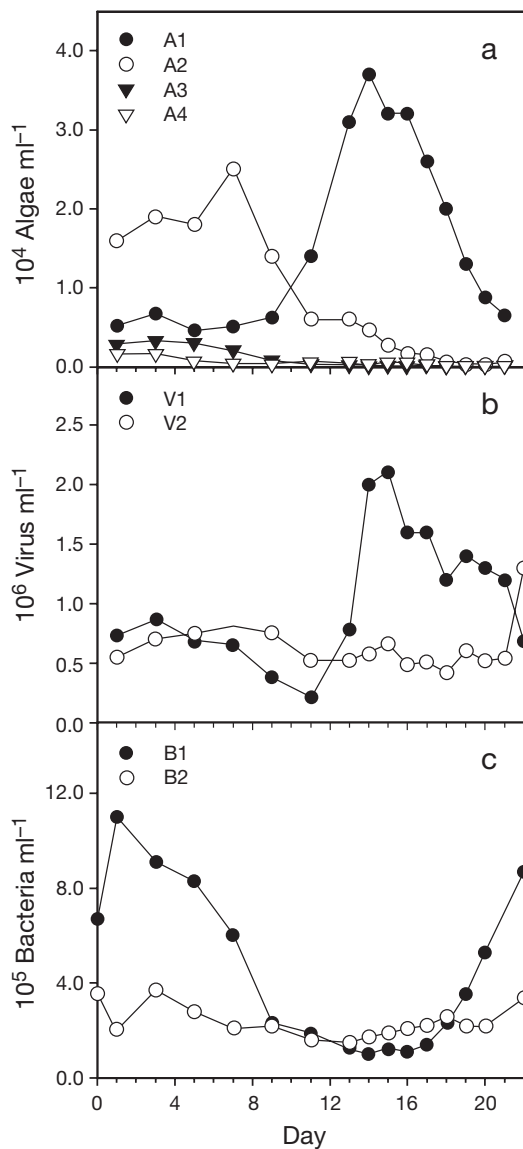 a
A1
A2
A3
A4
4.0
3.0
2.0
1.0
0.0
10⁴ Algae ml⁻¹
b
V1
V2
2.5
2.0
1.5
1.0
0.5
0.0
10⁶ Virus ml⁻¹
c
B1
B2
12.0
8.0
4.0
0.0
10⁵ Bacteria ml⁻¹
0 4 8 12 16 20
Day